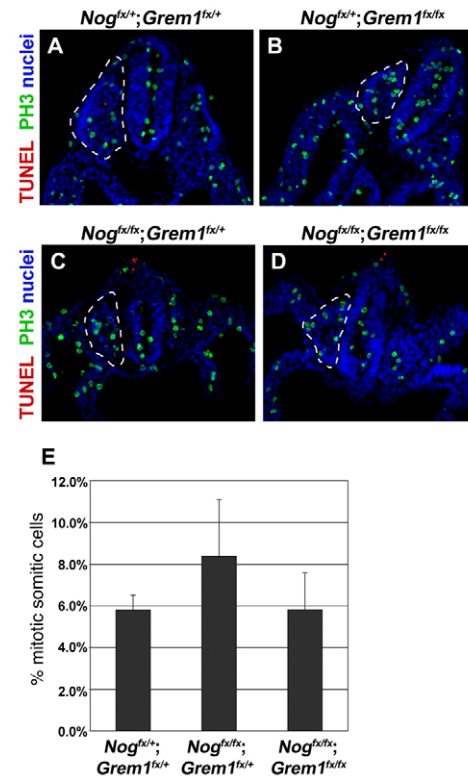 Nog^fx/+;Grem1^fx/+
Nog^fx/+;Grem1^fx/fx
TUNEL PH3 nuclei
A
B
Nog^fx/fx;Grem1^fx/+
Nog^fx/fx;Grem1^fx/fx
TUNEL PH3 nuclei
C
D
E
% mitotic somitic cells
12.0%
10.0%
8.0%
6.0%
4.0%
2.0%
0.0%
Nog^fx/+;
Grem1^fx/+
Nog^fx/fx;
Grem1^fx/+
Nog^fx/fx;
Grem1^fx/fx